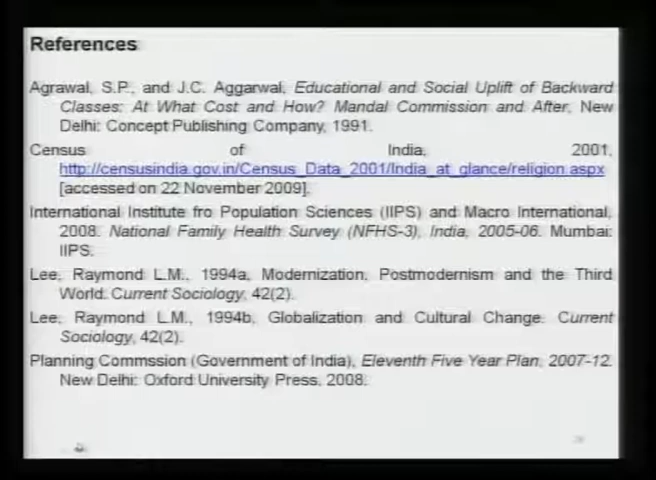 References
Agrawal, S.P., and J.C. Aggarwal, Educational and Social Uplift of Backward
Classes: At What Cost and How? Mandal Commission and After, New
Delhi: Concept Publishing Company, 1991.
Census of India, 2001,
http://censusindia.gov.in/Census_Data_2001/India_at_glance/religion.aspx
[accessed on 22 November 2009].
International Institute fro Population Sciences (IIPS) and Macro International,
2008. National Family Health Survey (NFHS-3), India, 2005-06. Mumbai:
IIPS.
Lee, Raymond L.M., 1994a, Modernization, Postmodernism and the Third
World. Current Sociology, 42(2).
Lee, Raymond L.M., 1994b, Globalization and Cultural Change. Current
Sociology, 42(2).
Planning Commssion (Government of India), Eleventh Five Year Plan, 2007-12.
New Delhi: Oxford University Press, 2008.